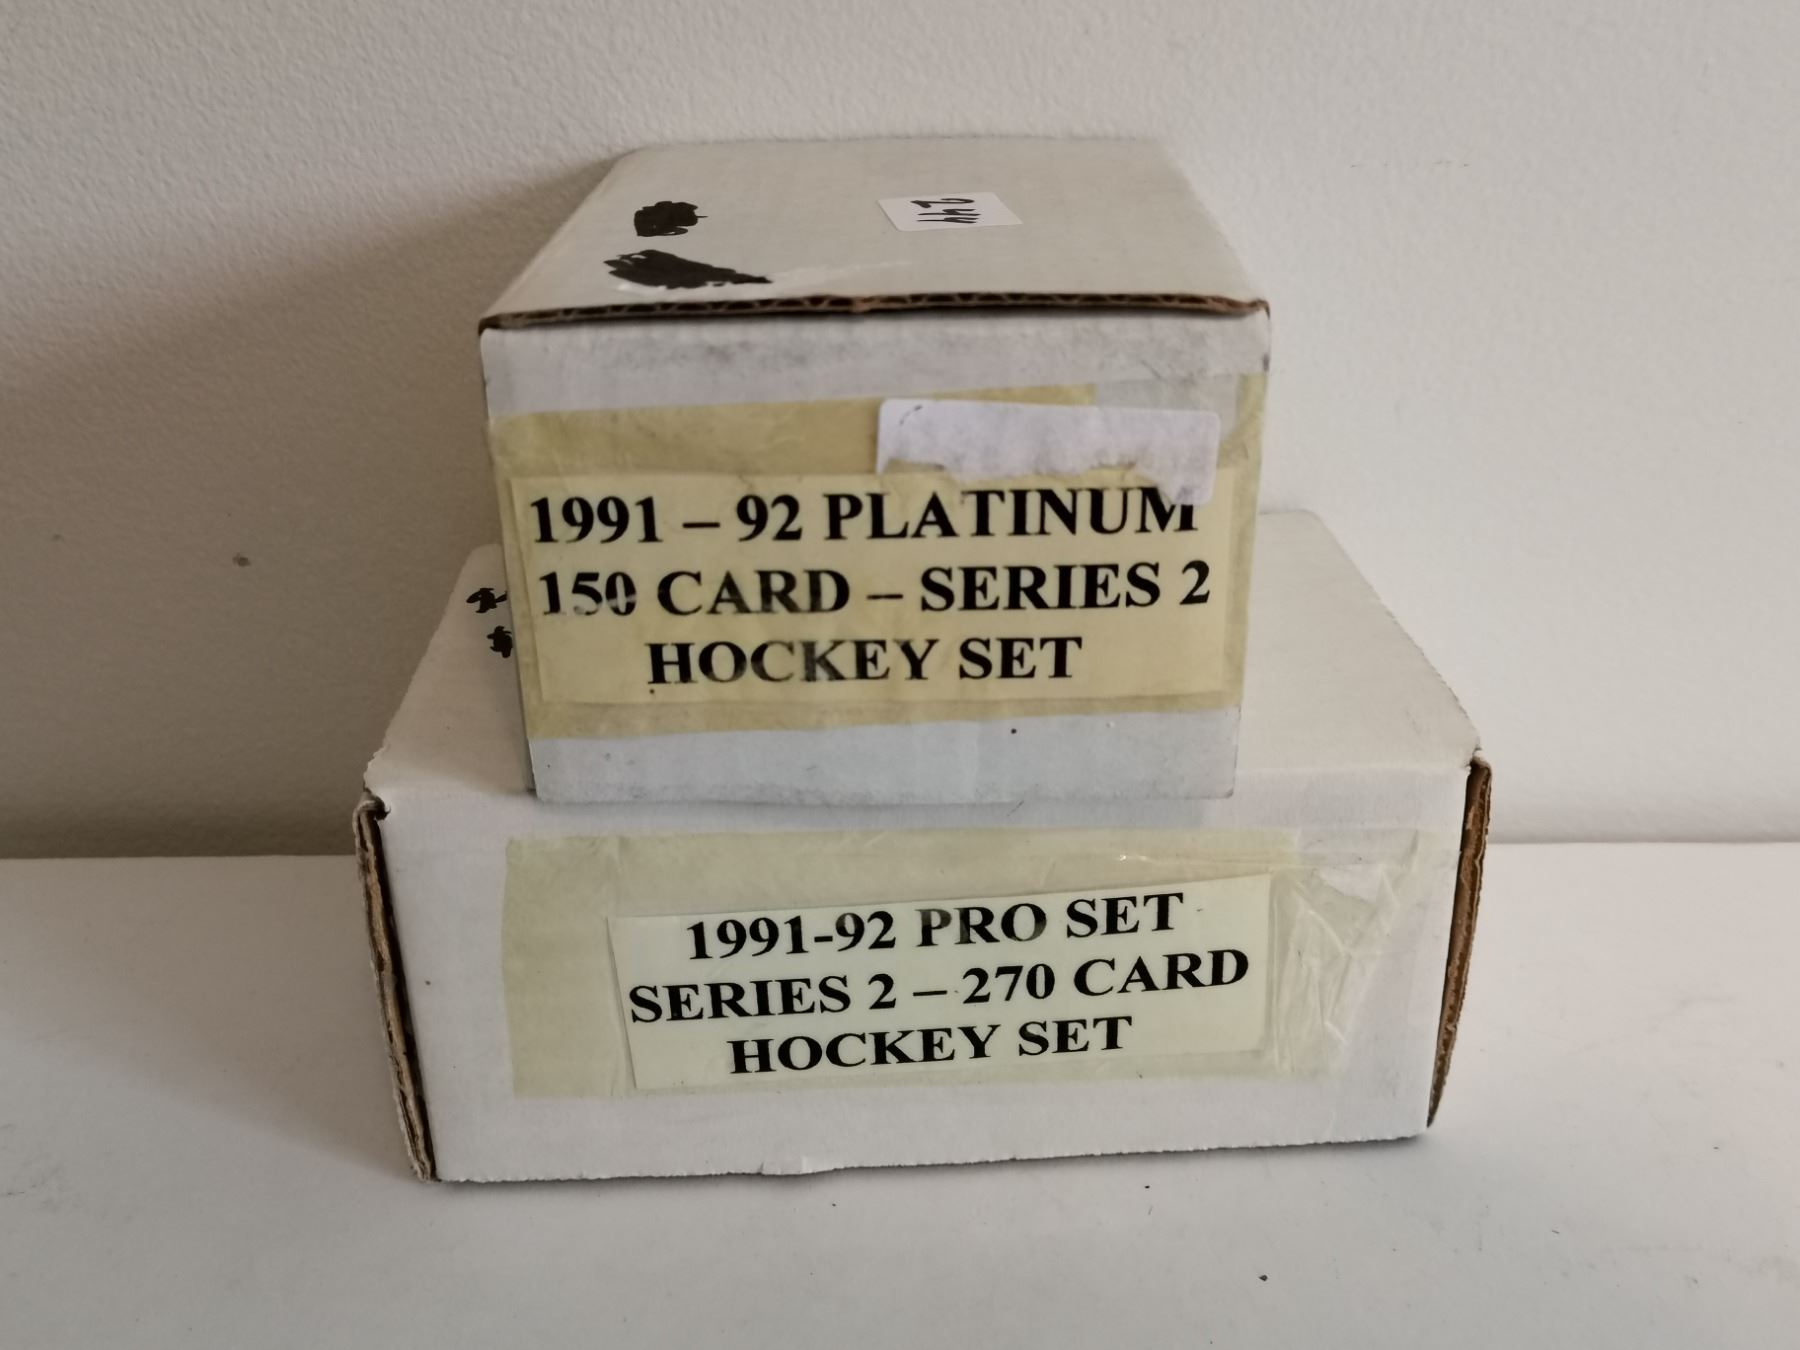 244
1991 – 92 PLATINUM
150 CARD – SERIES 2
HOCKEY SET
1991-92 PRO SET
SERIES 2 – 270 CARD
HOCKEY SET